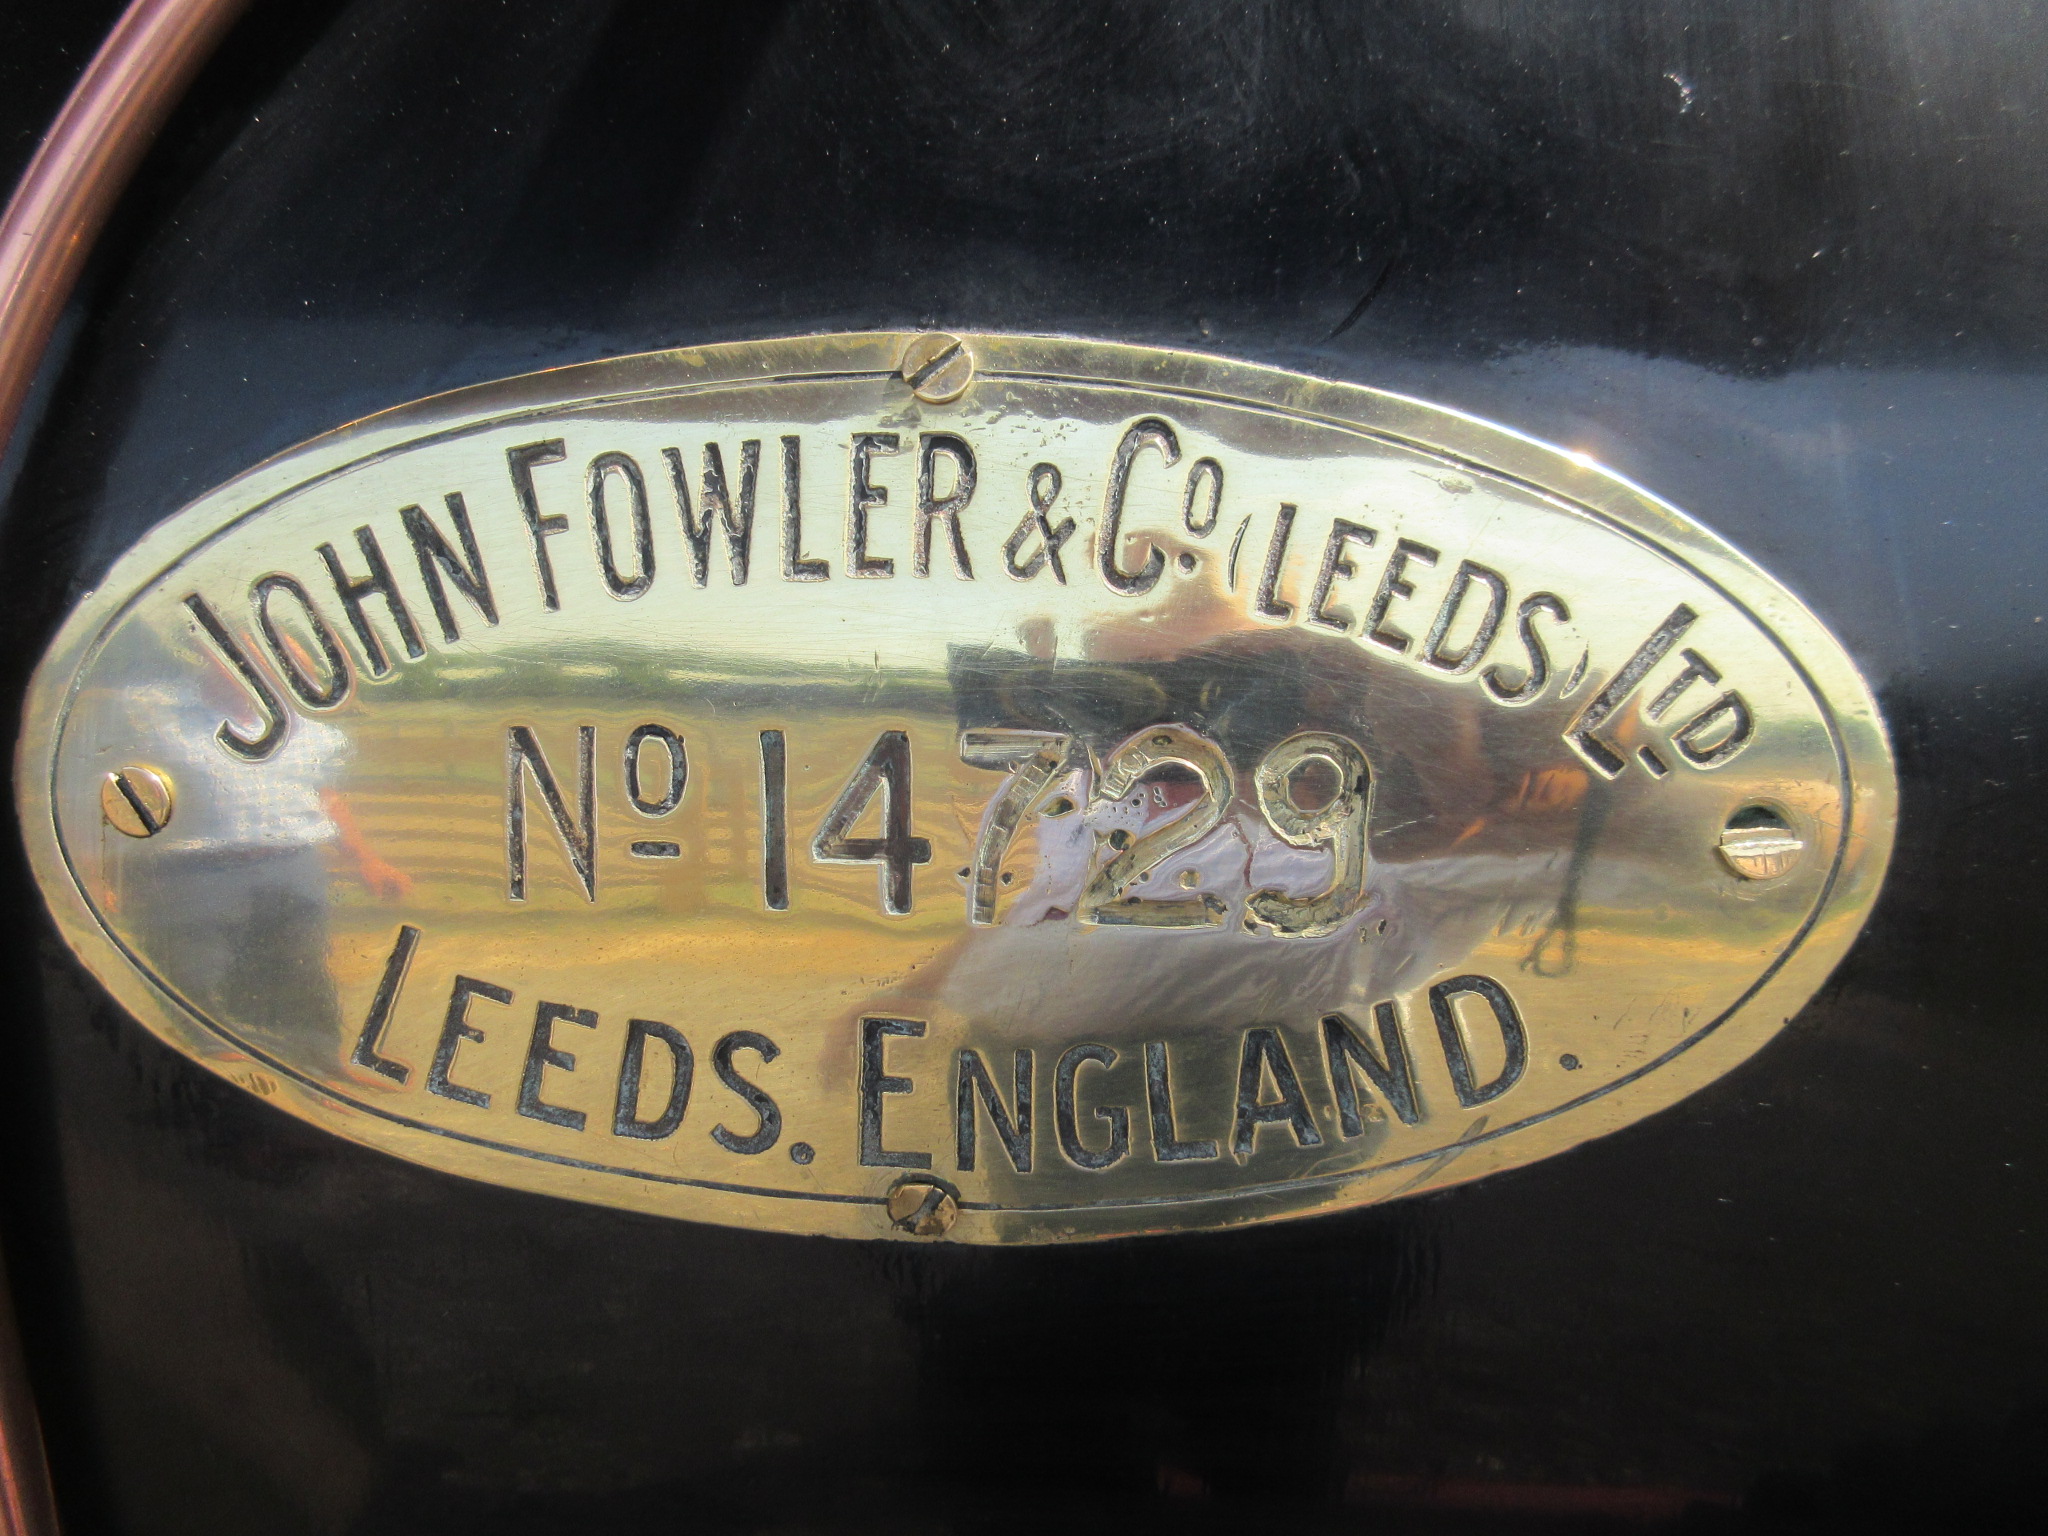 JOHN FOWLER & Co. (LEEDS) LTD
No 14729
LEEDS. ENGLAND.